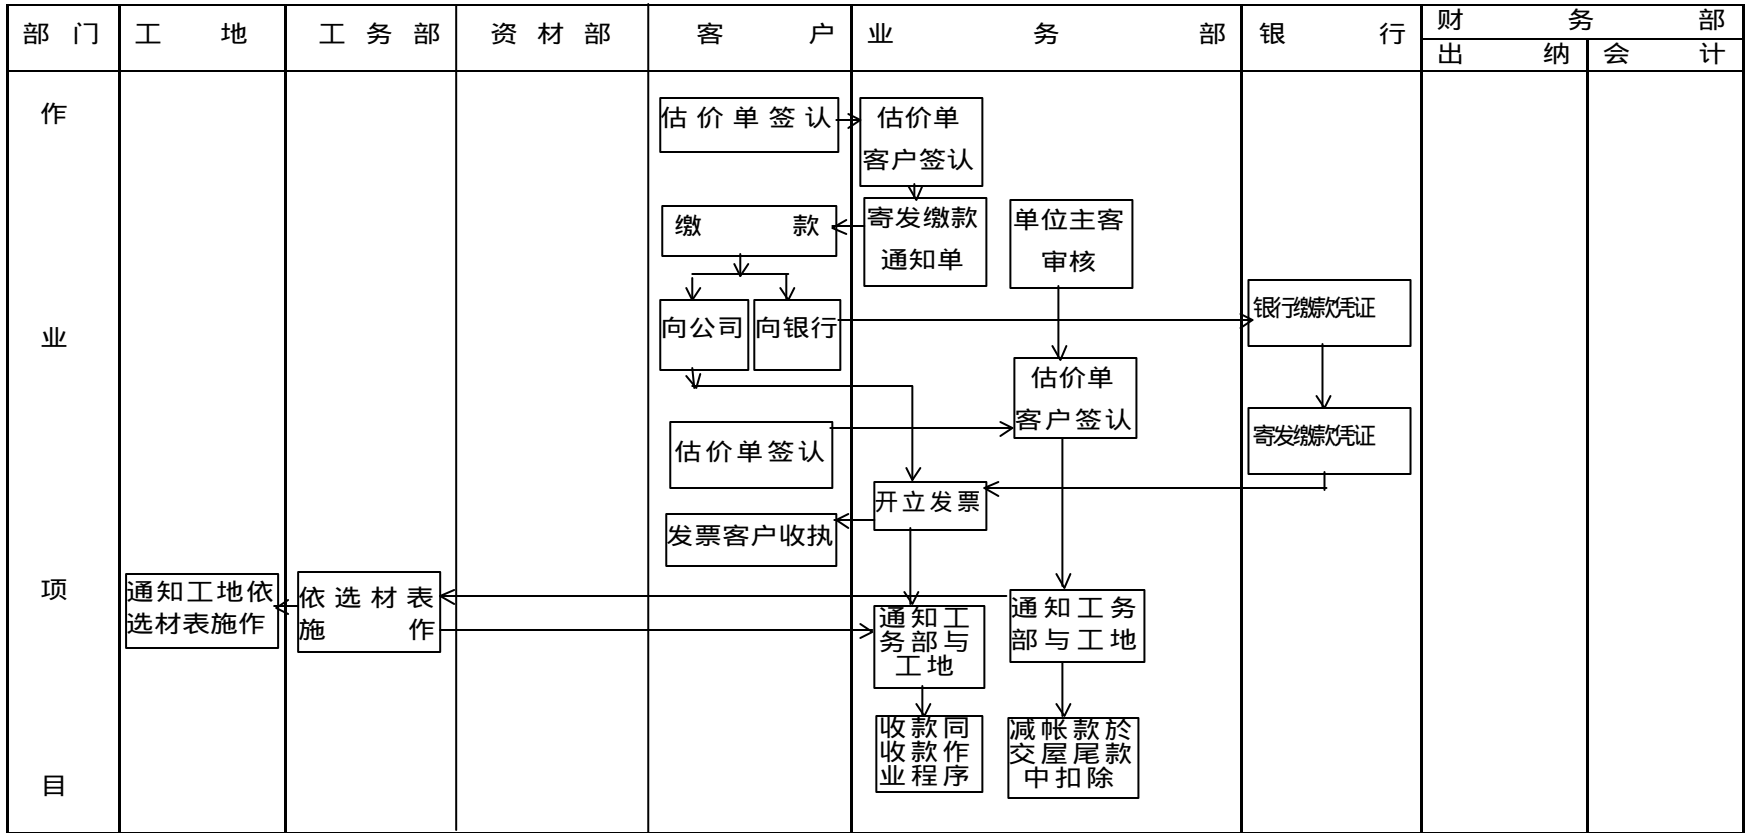 部门 工地 工务部 资材部 客户 业务部 银行 财务部
出纳 会计
作
业
项
目
估价单签认
估价单
客户签认
缴款
寄发缴款
通知单
单位主客
审核
向公司
向银行
银行缴款凭证
估价单
客户签认
估价单签认
寄发缴款凭证
开立发票
发票客户收执
通知工地依
选材表施作
依选材表
施作
通知工
务部与
工地
通知工务
部与工地
收款同
收款作
业程序
减帐款於
交屋尾款
中扣除